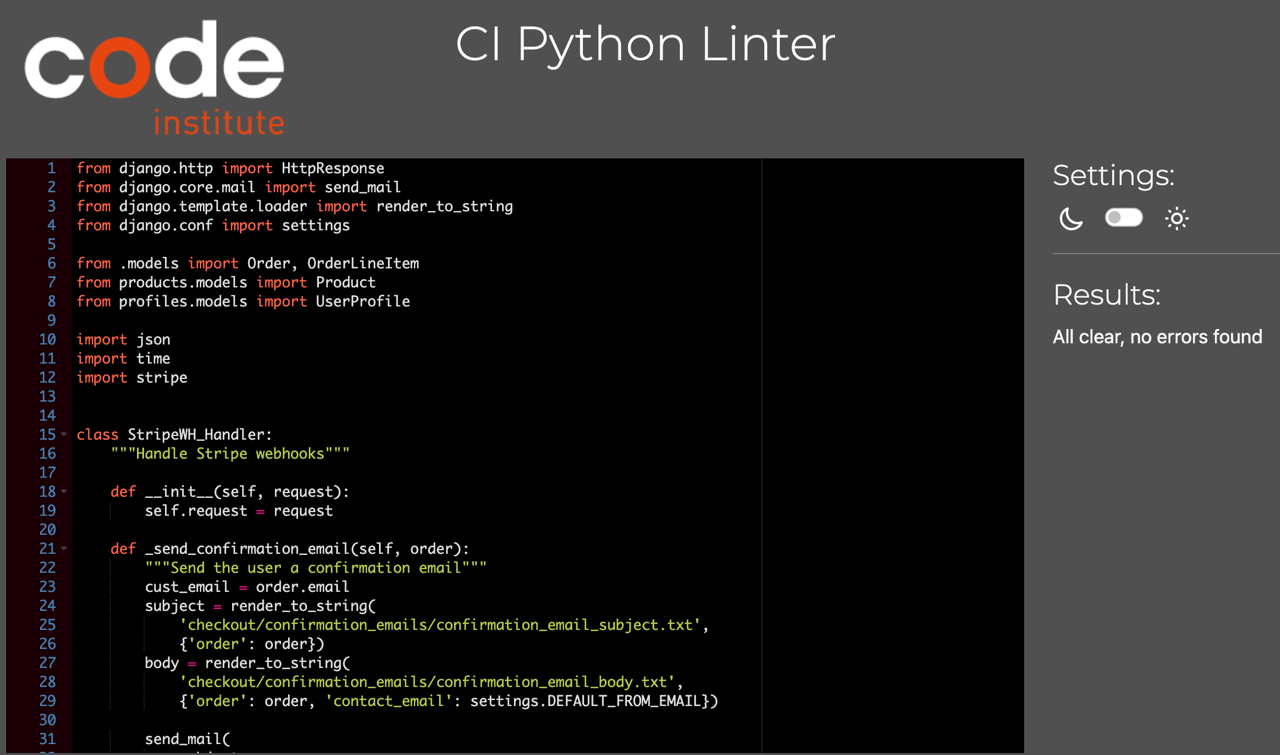 code
institute
CI Python Linter
1 from django.http import HttpResponse
2 from django.core.mail import send_mail
3 from django.template.loader import render_to_string
4 from django.conf import settings
5
6 from .models import Order, OrderLineItem
7 from products.models import Product
8 from profiles.models import UserProfile
9
10 import json
11 import time
12 import stripe
13
14
15 class StripeWH_Handler:
16     """Handle Stripe webhooks"""
17
18     def __init__(self, request):
19         self.request = request
20
21     def _send_confirmation_email(self, order):
22         """Send the user a confirmation email"""
23         cust_email = order.email
24         subject = render_to_string(
25             'checkout/confirmation_emails/confirmation_email_subject.txt',
26             {'order': order})
27         body = render_to_string(
28             'checkout/confirmation_emails/confirmation_email_body.txt',
29             {'order': order, 'contact_email': settings.DEFAULT_FROM_EMAIL})
30
31         send_mail(
Settings:
Results:
All clear, no errors found